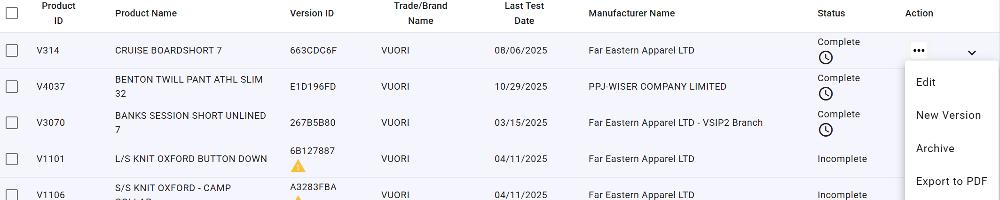 Product ID
Product Name
Version ID
Trade/Brand Name
Last Test Date
Manufacturer Name
Status
Action
V314
CRUISE BOARDSHORT 7
663CDC6F
VUORI
08/06/2025
Far Eastern Apparel LTD
Complete
V4037
BENTON TWILL PANT ATHL SLIM
32
E1D196FD
VUORI
10/29/2025
PPJ-WISER COMPANY LIMITED
Complete
V3070
BANKS SESSION SHORT UNLINED
7
267B5B80
VUORI
03/15/2025
Far Eastern Apparel LTD - VSIP2 Branch
Complete
V1101
L/S KNIT OXFORD BUTTON DOWN
6B127887
VUORI
04/11/2025
Far Eastern Apparel LTD
Incomplete
V1106
S/S KNIT OXFORD - CAMP
A3283FBA
VUORI
04/11/2025
Far Eastern Apparel LTD
Incomplete
Edit
New Version
Archive
Export to PDF